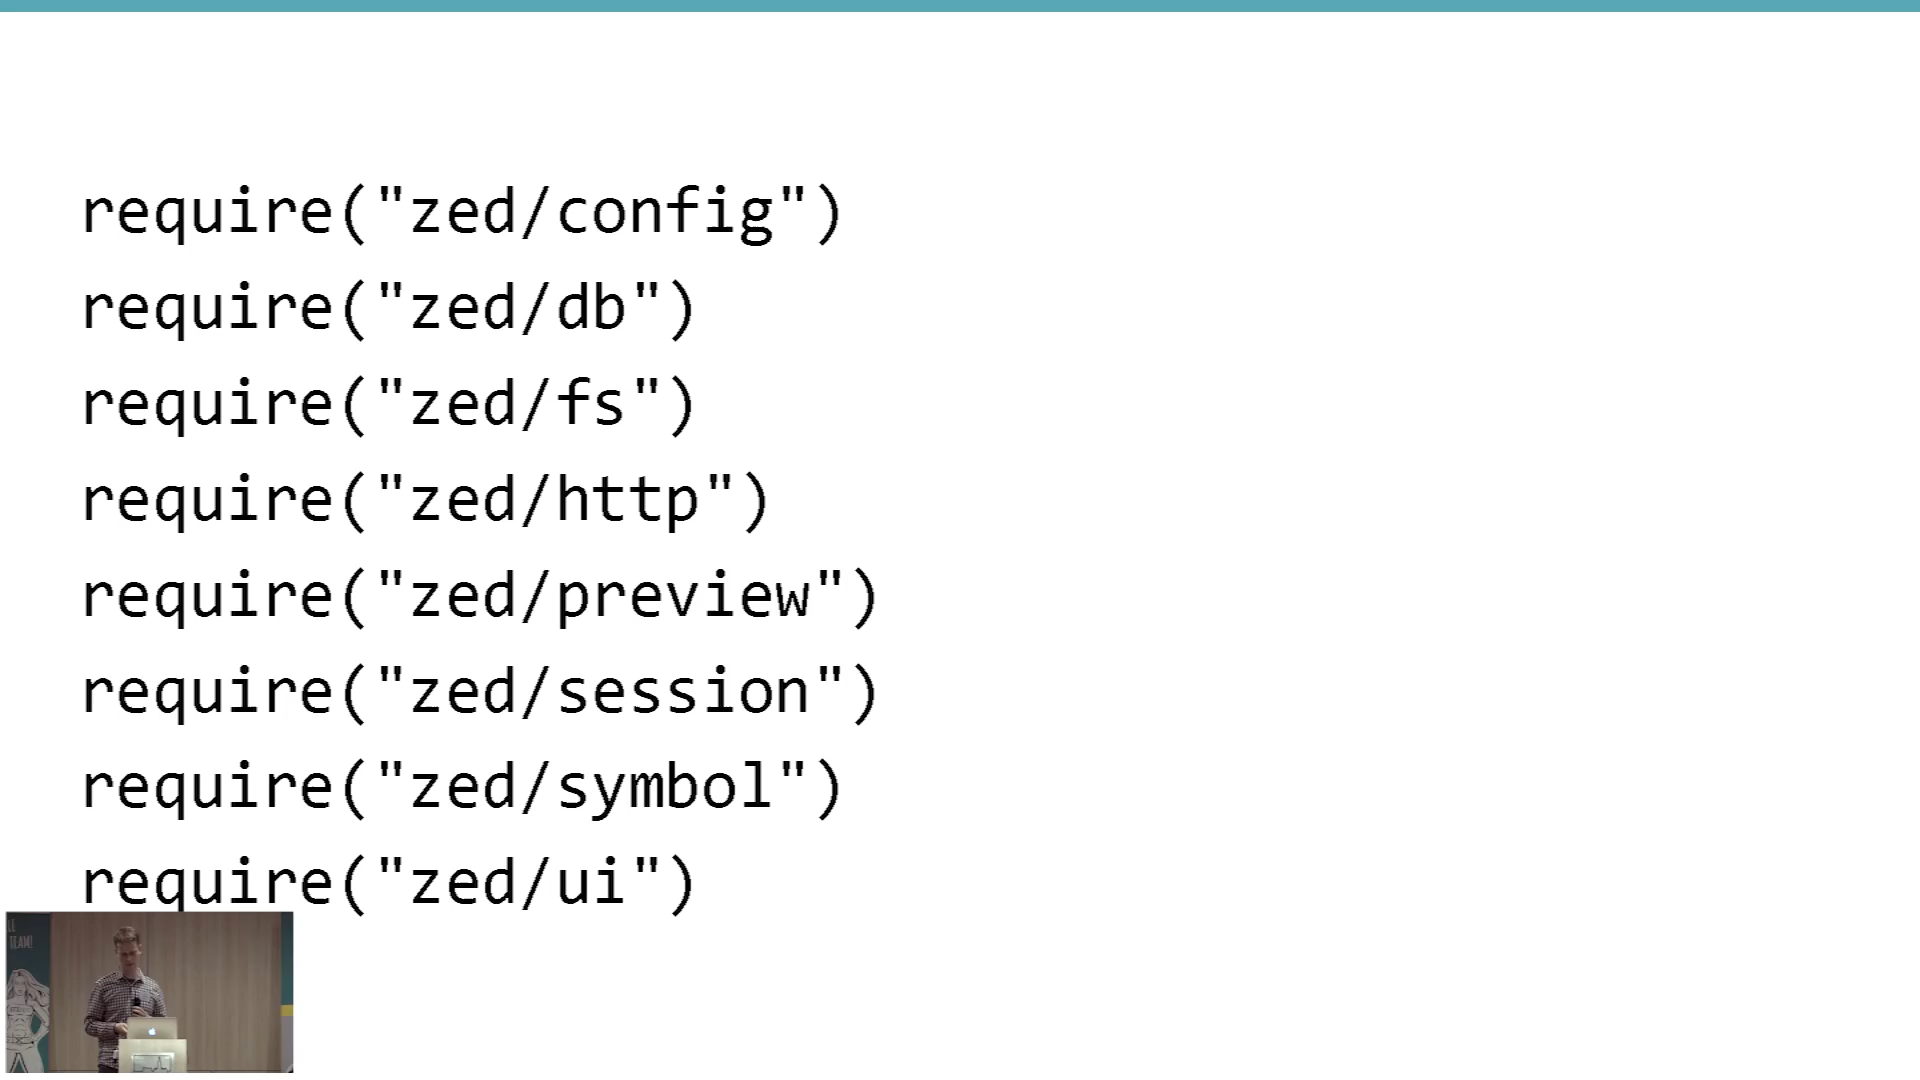 require("zed/config")
require("zed/db")
require("zed/fs")
require("zed/http")
require("zed/preview")
require("zed/session")
require("zed/symbol")
require("zed/ui")
TEAM!